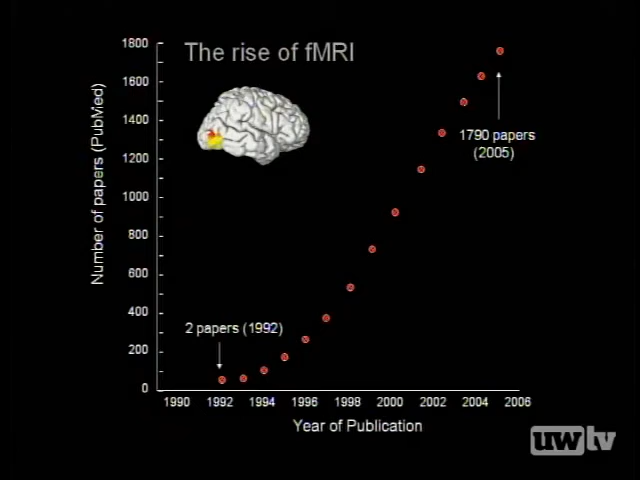 The rise of fMRI
Number of papers (PubMed)
1800
1600
1400
1200
1000
800
600
400
200
0
1790 papers
(2005)
2 papers (1992)
1990 1992 1994 1996 1998 2000 2002 2004 2006
Year of Publication
uwtv